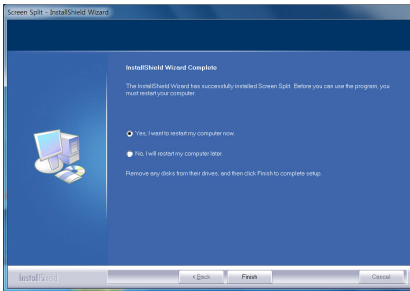 Screen Split - InstallShield Wizard
InstallShield Wizard Complete
The InstallShield Wizard has successfully installed Screen Split. Before you can use the program, you
must restart your computer.
Yes, I want to restart my computer now.
No, I will restart my computer later.
Remove any disks from their drives, and then click Finish to complete setup.
InstallShield
< Back
Finish
Cancel